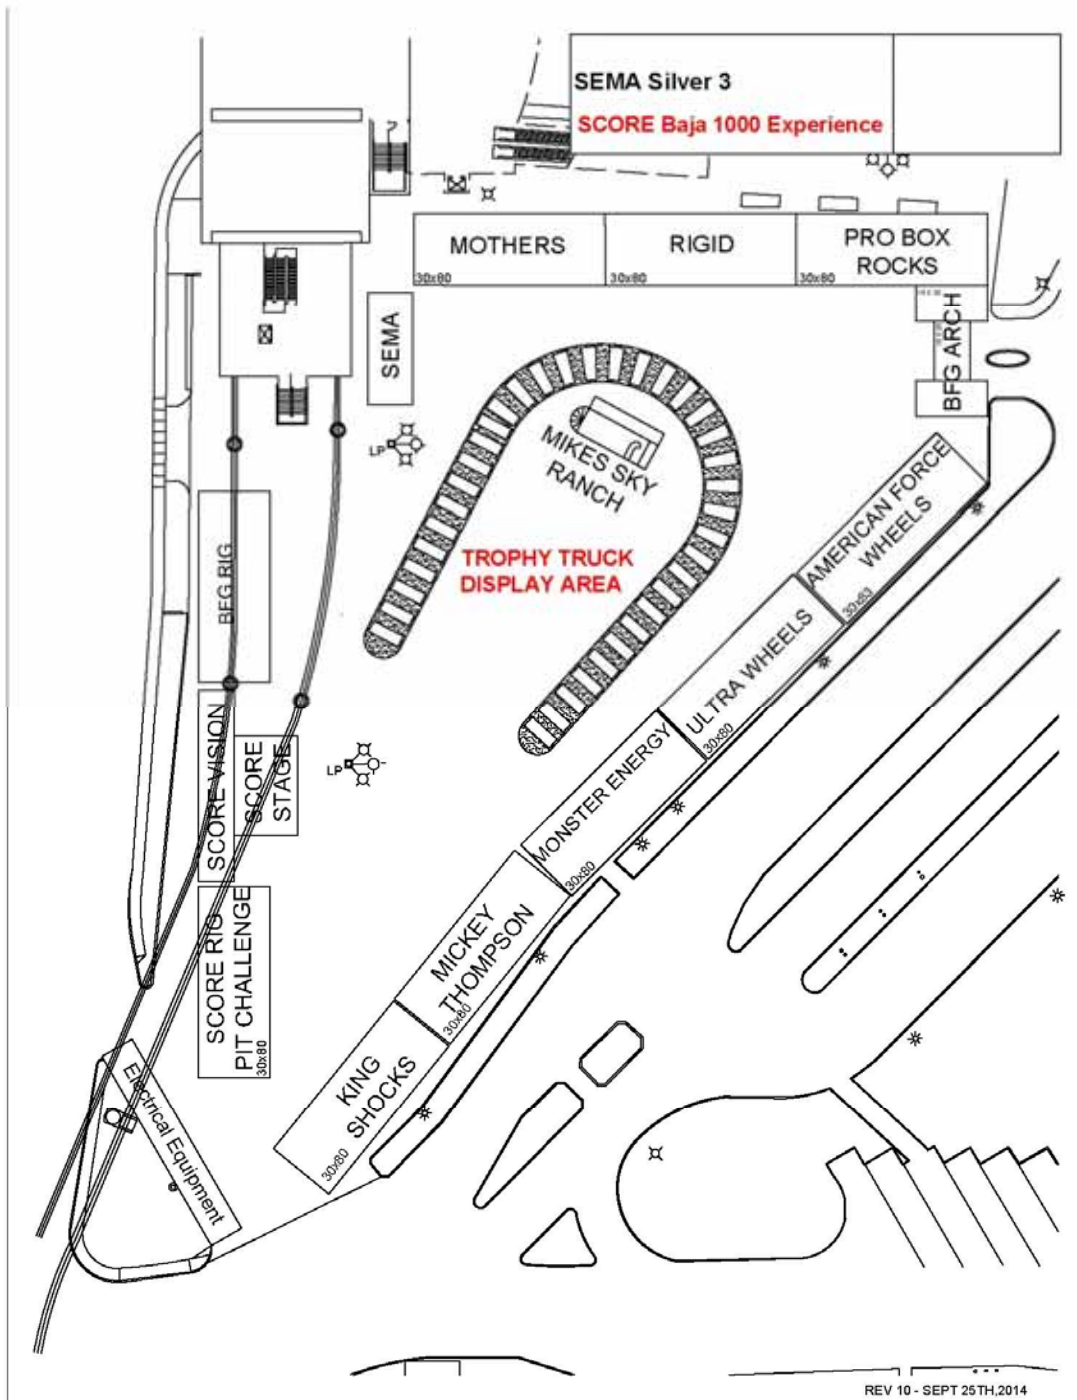 SEMA Silver 3
SCORE Baja 1000 Experience
MOTHERS
30x80
RIGID
30x80
PRO BOX
ROCKS
30x80
SEMA
BFG ARCH
LP
MIKES SKY
RANCH
AMERICAN FORCE
WHEELS
30x83
TROPHY TRUCK
DISPLAY AREA
BFG RIG
ULTRA WHEELS
30x80
SCORE VISION
SCORE
STAGE
LP
MONSTER ENERGY
30x80
SCORE RIG
PIT CHALLENGE
30x80
MICKEY
THOMPSON
30x80
KING
SHOCKS
30x80
Electrical Equipment
REV 10 - SEPT 25TH,2014